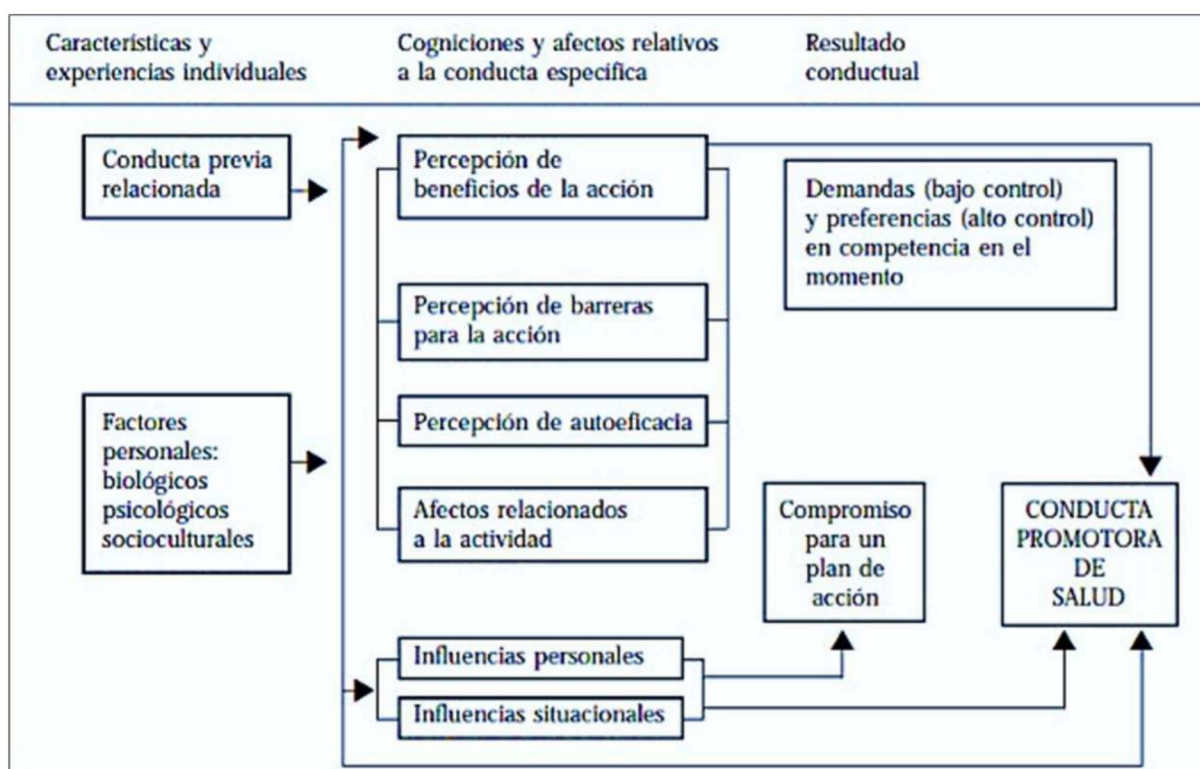 Características y
experiencias individuales
Cogniciones y afectos relativos
a la conducta específica
Resultado
conductual
Conducta previa
relacionada
Factores
personales:
biológicos
psicológicos
socioculturales
Percepción de
beneficios de la acción
Percepción de barreras
para la acción
Percepción de autoeficacia
Afectos relacionados
a la actividad
Influencias personales
Influencias situacionales
Demandas (bajo control)
y preferencias (alto control)
en competencia en el
momento
Compromiso
para un
plan de
acción
CONDUCTA
PROMOTORA
DE
SALUD